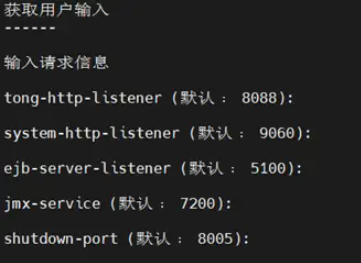 获取用户输入
------
输入请求信息
tong-http-listener (默认： 8088):
system-http-listener (默认： 9060):
ejb-server-listener (默认： 5100):
jmx-service (默认： 7200):
shutdown-port (默认： 8005):